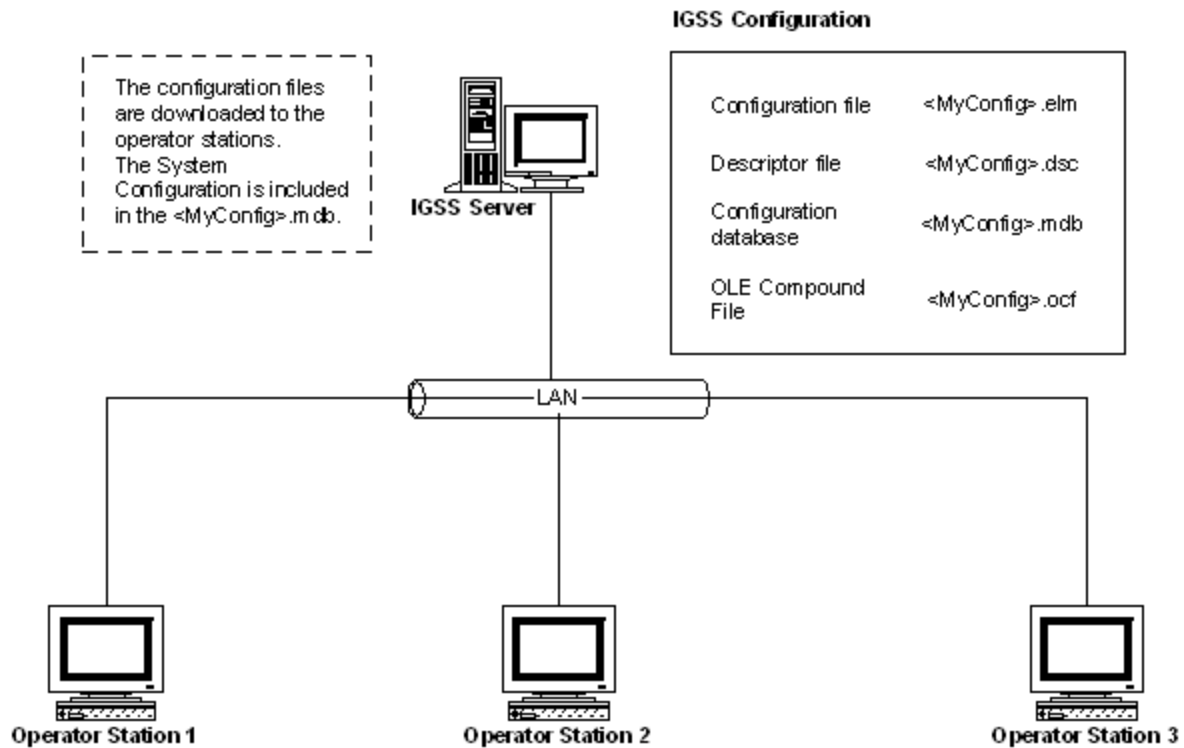 IGSS Configuration
The configuration files
are downloaded to the
operator stations.
The System
Configuration is included
in the <MyConfig>.mdb.
IGSS Server
Configuration file <MyConfig>.elm
Descriptor file <MyConfig>.dsc
Configuration
database <MyConfig>.mdb
OLE Compound
File <MyConfig>.ocf
LAN
Operator Station 1
Operator Station 2
Operator Station 3